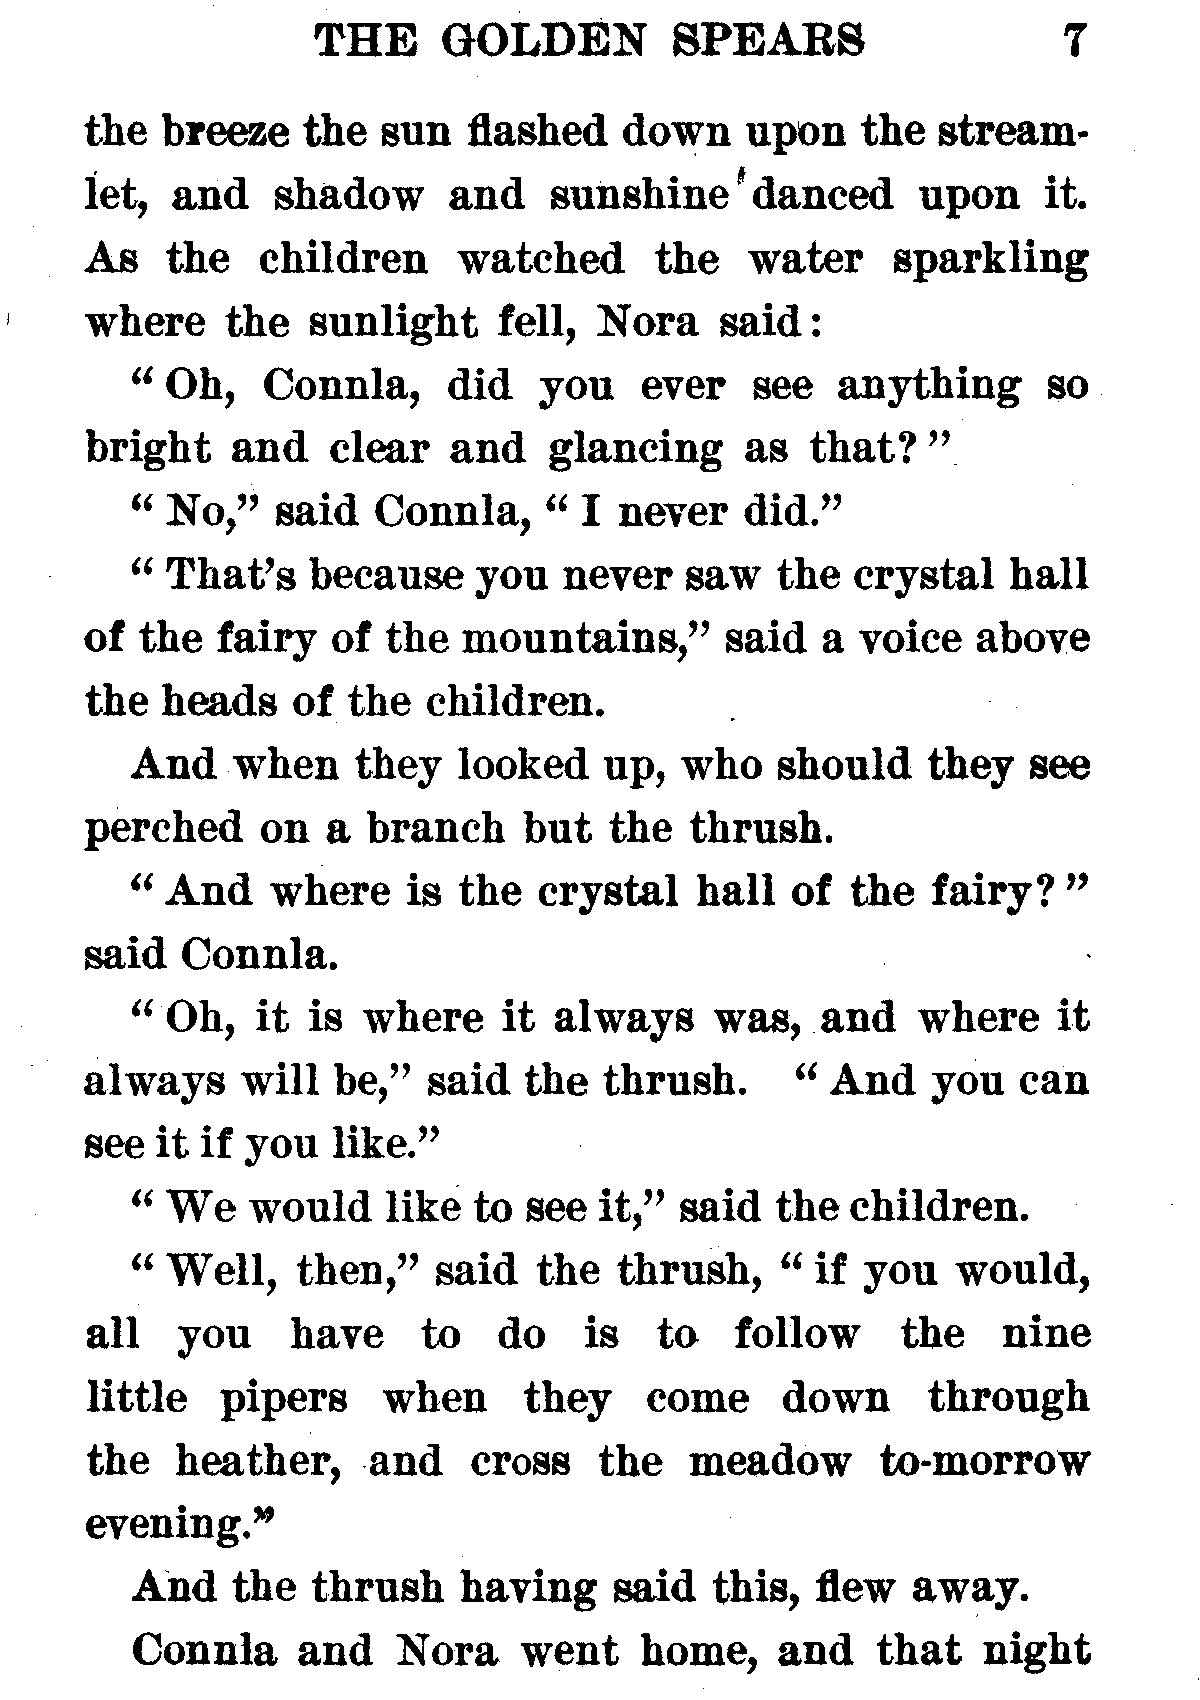 THE GOLDEN SPEARS 7
the breeze the sun flashed down upon the stream-
let, and shadow and sunshine danced upon it.
As the children watched the water sparkling
where the sunlight fell, Nora said:
“Oh, Connla, did you ever see anything so
bright and clear and glancing as that?”
“No,” said Connla, “I never did.”
“That’s because you never saw the crystal hall
of the fairy of the mountains,” said a voice above
the heads of the children.
And when they looked up, who should they see
perched on a branch but the thrush.
“And where is the crystal hall of the fairy?”
said Connla.
“Oh, it is where it always was, and where it
always will be,” said the thrush. “And you can
see it if you like.”
“We would like to see it,” said the children.
“Well, then,” said the thrush, “if you would,
all you have to do is to follow the nine
little pipers when they come down through
the heather, and cross the meadow to-morrow
evening.”
And the thrush having said this, flew away.
Connla and Nora went home, and that night